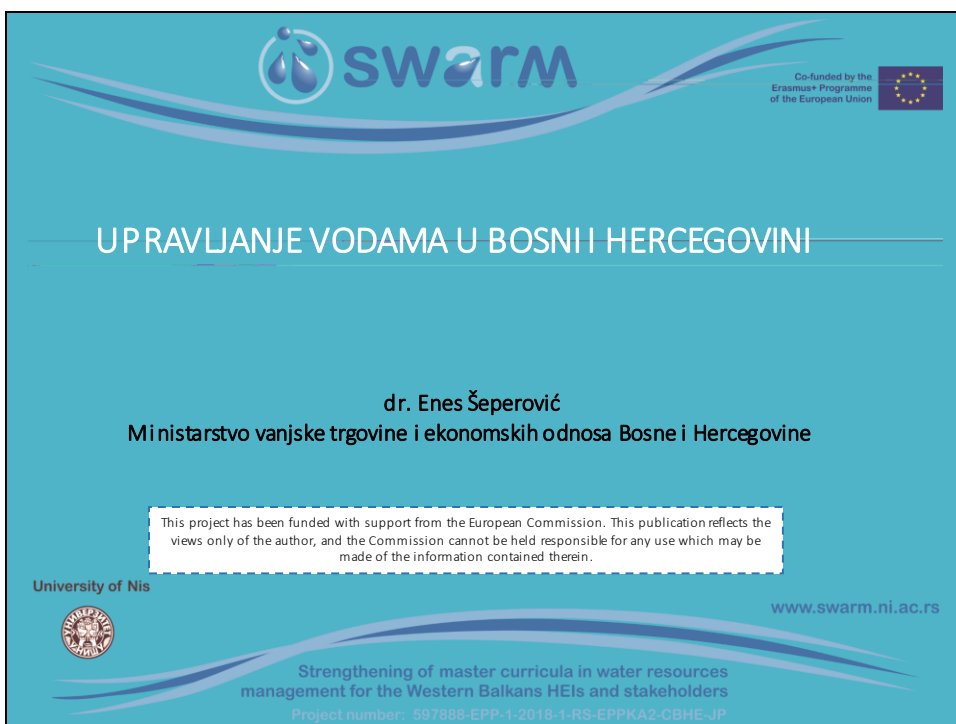 swarm
Co-funded by the
Erasmus+ Programme
of the European Union
UPRAVLJANJE VODAMA U BOSNI I HERCEGOVINI
dr. Enes Šeperović
Ministarstvo vanjske trgovine i ekonomskih odnosa Bosne i Hercegovine
This project has been funded with support from the European Commission. This publication reflects the
views only of the author, and the Commission cannot be held responsible for any use which may be
made of the information contained therein.
University of Nis
УНИВЕРЗИТЕТ
У НИШУ
www.swarm.ni.ac.rs
Strengthening of master curricula in water resources
management for the Western Balkans HEIs and stakeholders
Project number: 597888-EPP-1-2018-1-RS-EPPKA2-CBHE-JP